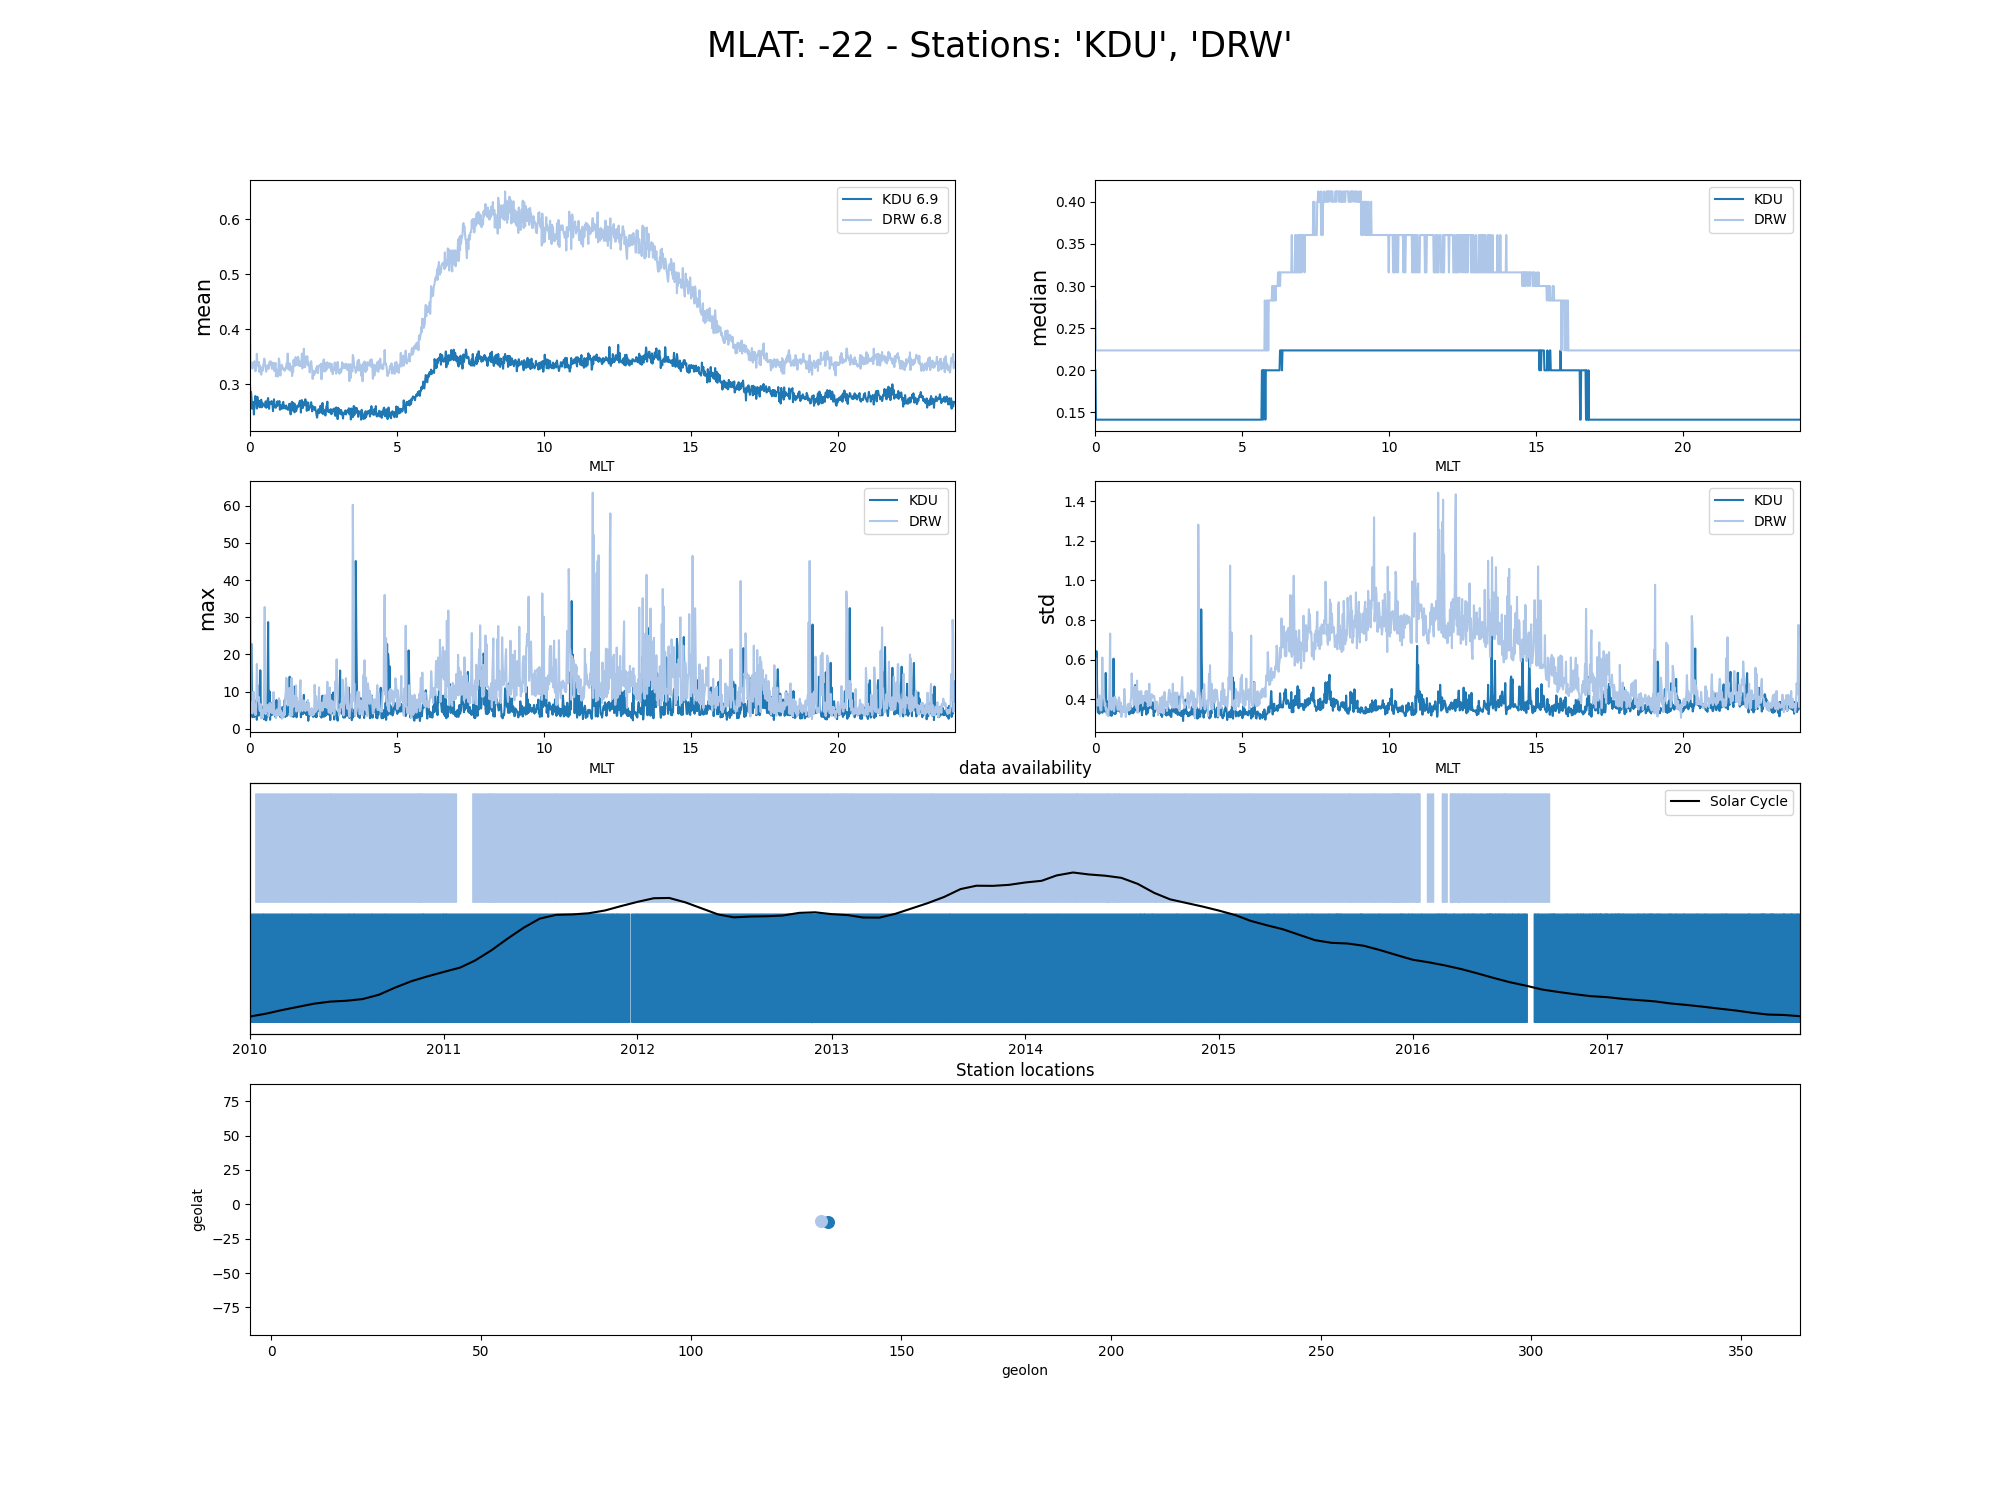 MLAT: -22 - Stations: 'KDU', 'DRW'
mean
0.6
0.5
0.4
0.3
KDU 6.9
DRW 6.8
0 5 10 15 20
MLT
median
0.40
0.35
0.30
0.25
0.20
0.15
KDU
DRW
0 5 10 15 20
MLT
max
60
50
40
30
20
10
0
KDU
DRW
0 5 10 15 20
MLT
std
1.4
1.2
1.0
0.8
0.6
0.4
KDU
DRW
0 5 10 15 20
MLT
data availability
Solar Cycle
2010 2011 2012 2013 2014 2015 2016 2017
Station locations
geolat
75
50
25
0
−25
−50
−75
0 50 100 150 200 250 300 350
geolon